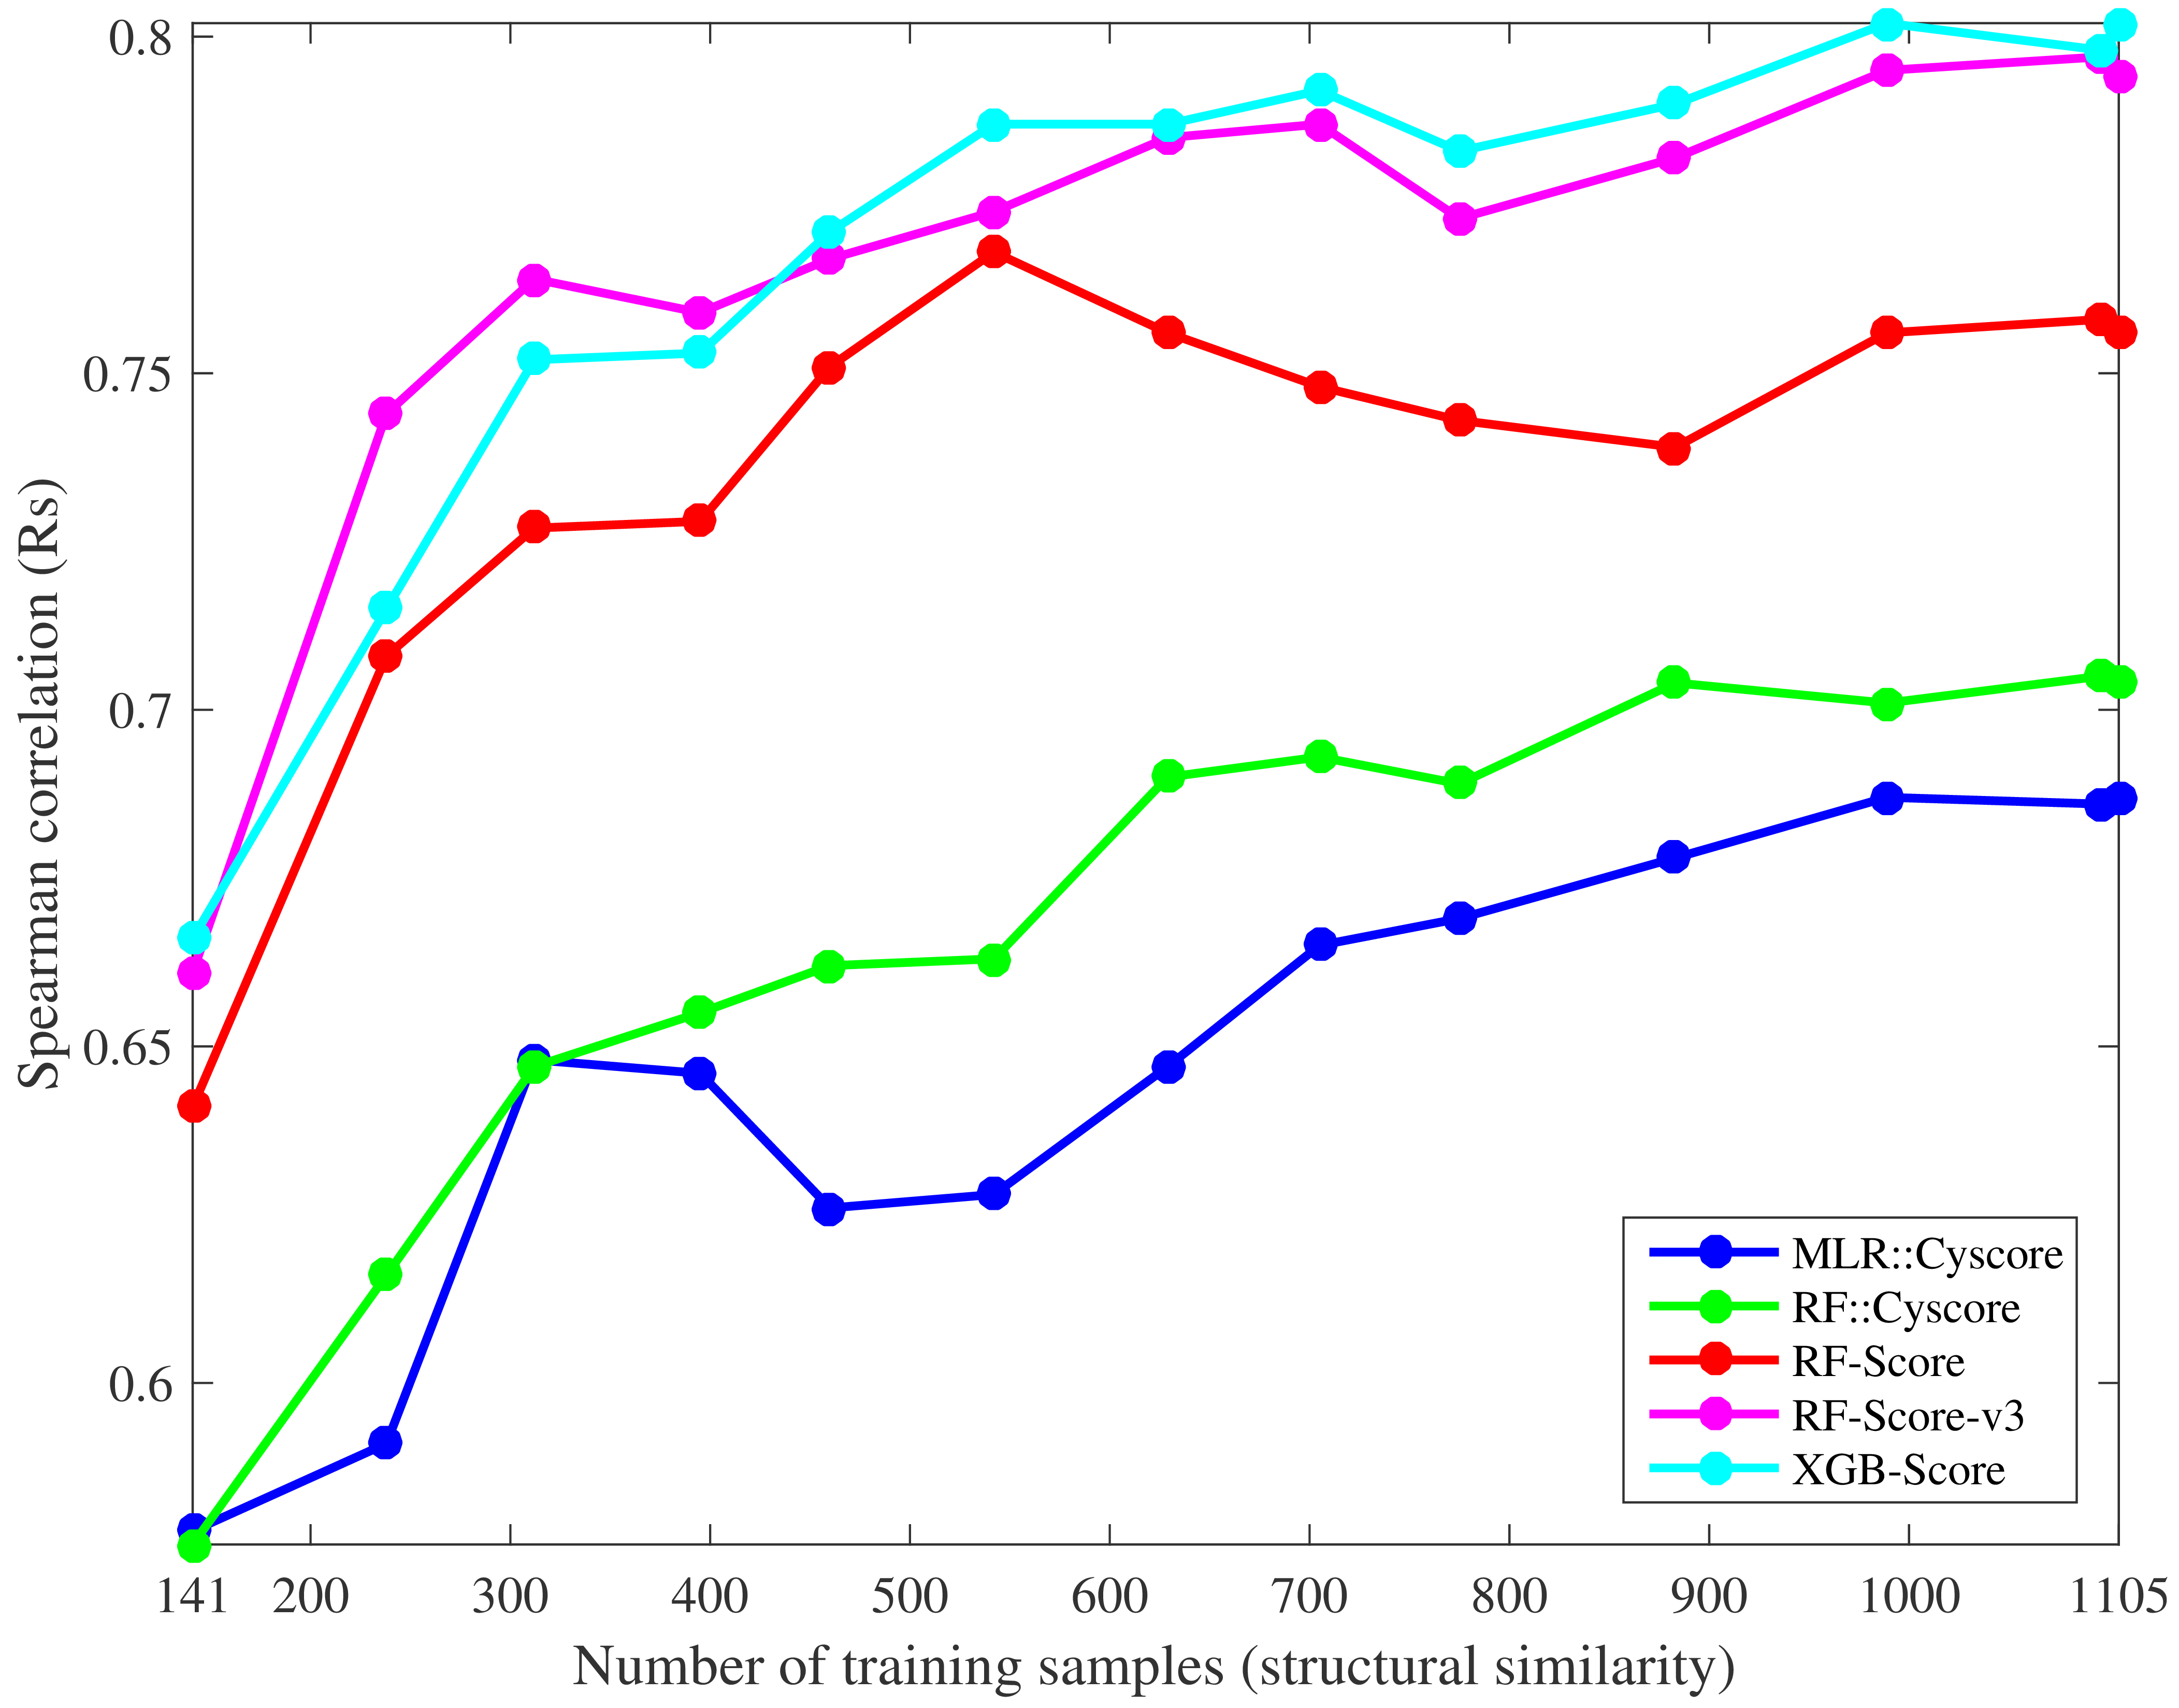 0.8
0.75
0.7
0.65
0.6
Spearman correlation (Rs)
141 200 300 400 500 600 700 800 900 1000 1105
Number of training samples (structural similarity)
MLR::Cyscore
RF::Cyscore
RF-Score
RF-Score-v3
XGB-Score